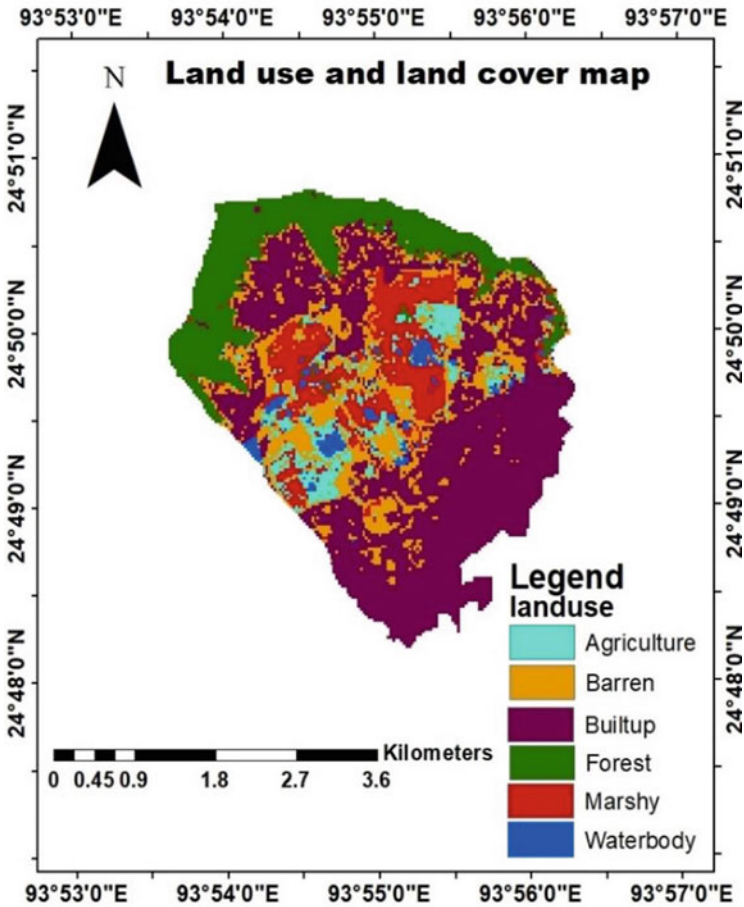 93°53'0"E 93°54'0"E 93°55'0"E 93°56'0"E 93°57'0"E
N
Land use and land cover map
24°51'0"N 24°51'0"N
24°50'0"N 24°50'0"N
24°49'0"N 24°49'0"N
24°48'0"N 24°48'0"N
Legend
landuse
Agriculture
Barren
Builtup
Forest
Marshy
Waterbody
Kilometers
0 0.45 0.9 1.8 2.7 3.6
93°53'0"E 93°54'0"E 93°55'0"E 93°56'0"E 93°57'0"E